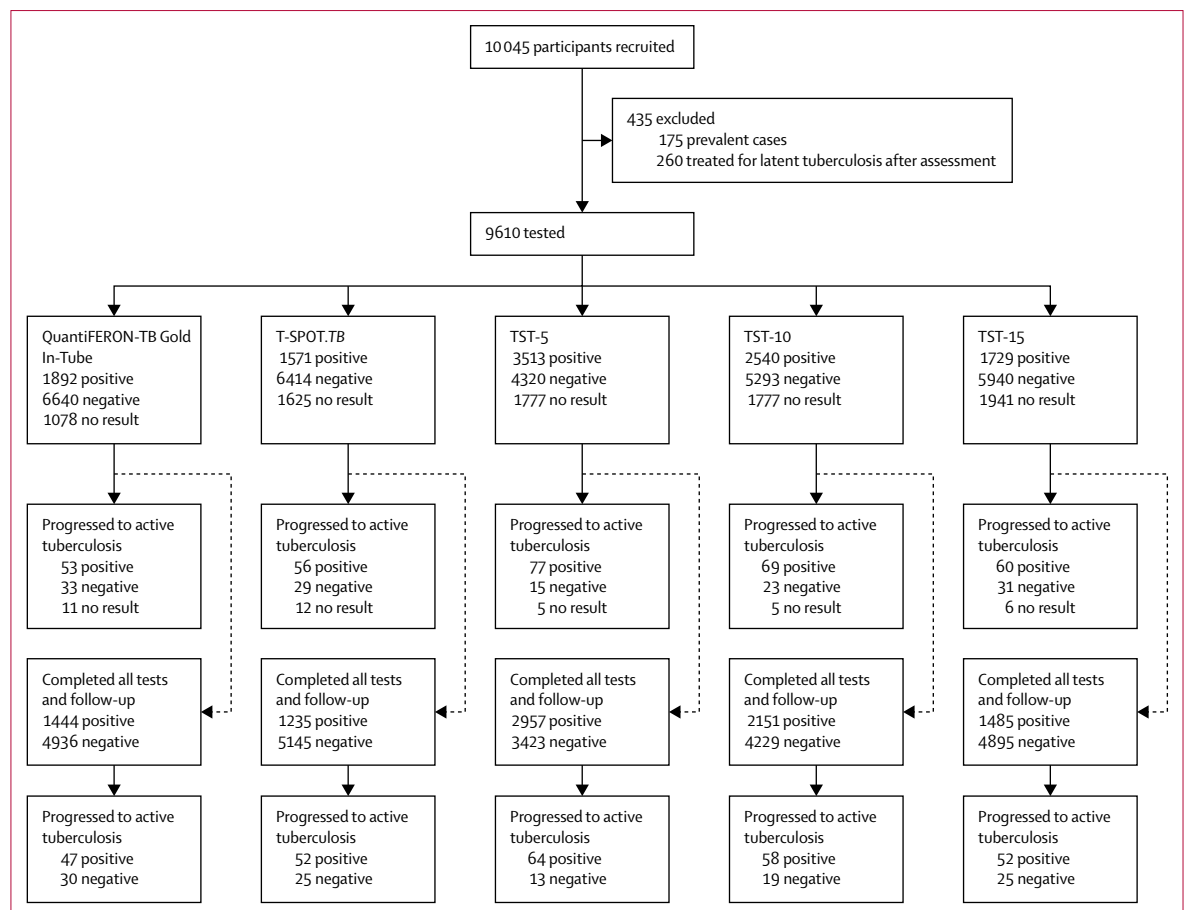 10 045 participants recruited
435 excluded
175 prevalent cases
260 treated for latent tuberculosis after assessment
9610 tested
QuantiFERON-TB Gold
In-Tube
1892 positive
6640 negative
1078 no result
T-SPOT.TB
1571 positive
6414 negative
1625 no result
TST-5
3513 positive
4320 negative
1777 no result
TST-10
2540 positive
5293 negative
1777 no result
TST-15
1729 positive
5940 negative
1941 no result
Progressed to active
tuberculosis
53 positive
33 negative
11 no result
Progressed to active
tuberculosis
56 positive
29 negative
12 no result
Progressed to active
tuberculosis
77 positive
15 negative
5 no result
Progressed to active
tuberculosis
69 positive
23 negative
5 no result
Progressed to active
tuberculosis
60 positive
31 negative
6 no result
Completed all tests
and follow-up
1444 positive
4936 negative
Completed all tests
and follow-up
1235 positive
5145 negative
Completed all tests
and follow-up
2957 positive
3423 negative
Completed all tests
and follow-up
2151 positive
4229 negative
Completed all tests
and follow-up
1485 positive
4895 negative
Progressed to active
tuberculosis
47 positive
30 negative
Progressed to active
tuberculosis
52 positive
25 negative
Progressed to active
tuberculosis
64 positive
13 negative
Progressed to active
tuberculosis
58 positive
19 negative
Progressed to active
tuberculosis
52 positive
25 negative